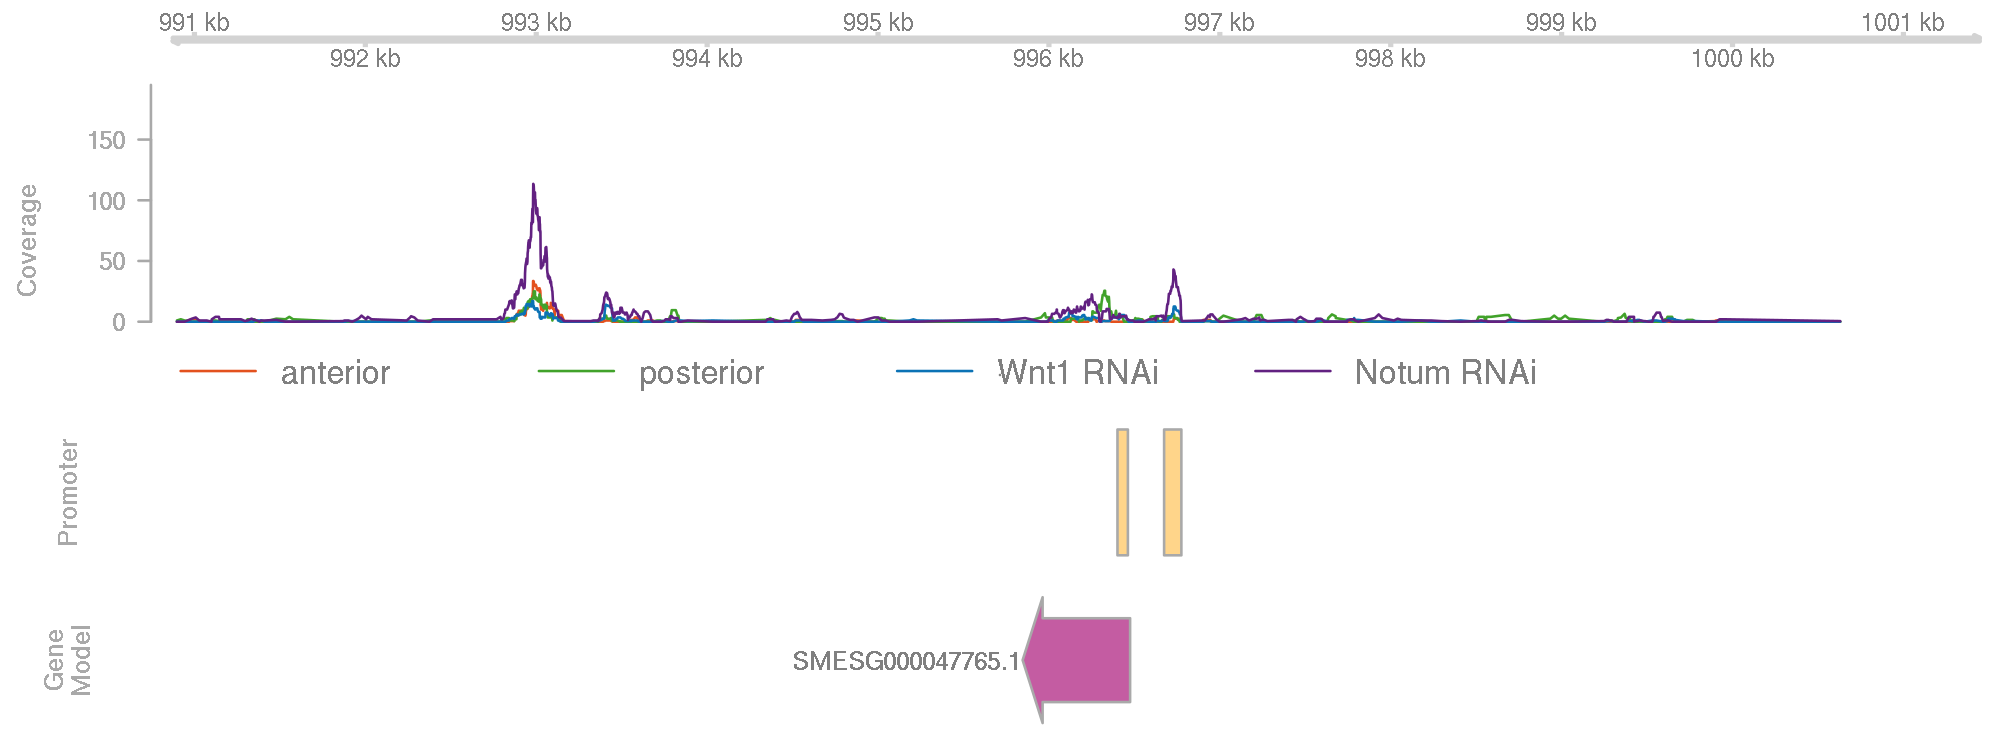 991 kb 993 kb 995 kb 997 kb 999 kb 1001 kb
992 kb 994 kb 996 kb 998 kb 1000 kb
Coverage
150
100
50
0
anterior posterior Wnt1 RNAi Notum RNAi
Promoter
Gene
Model
SMESG000047765.1